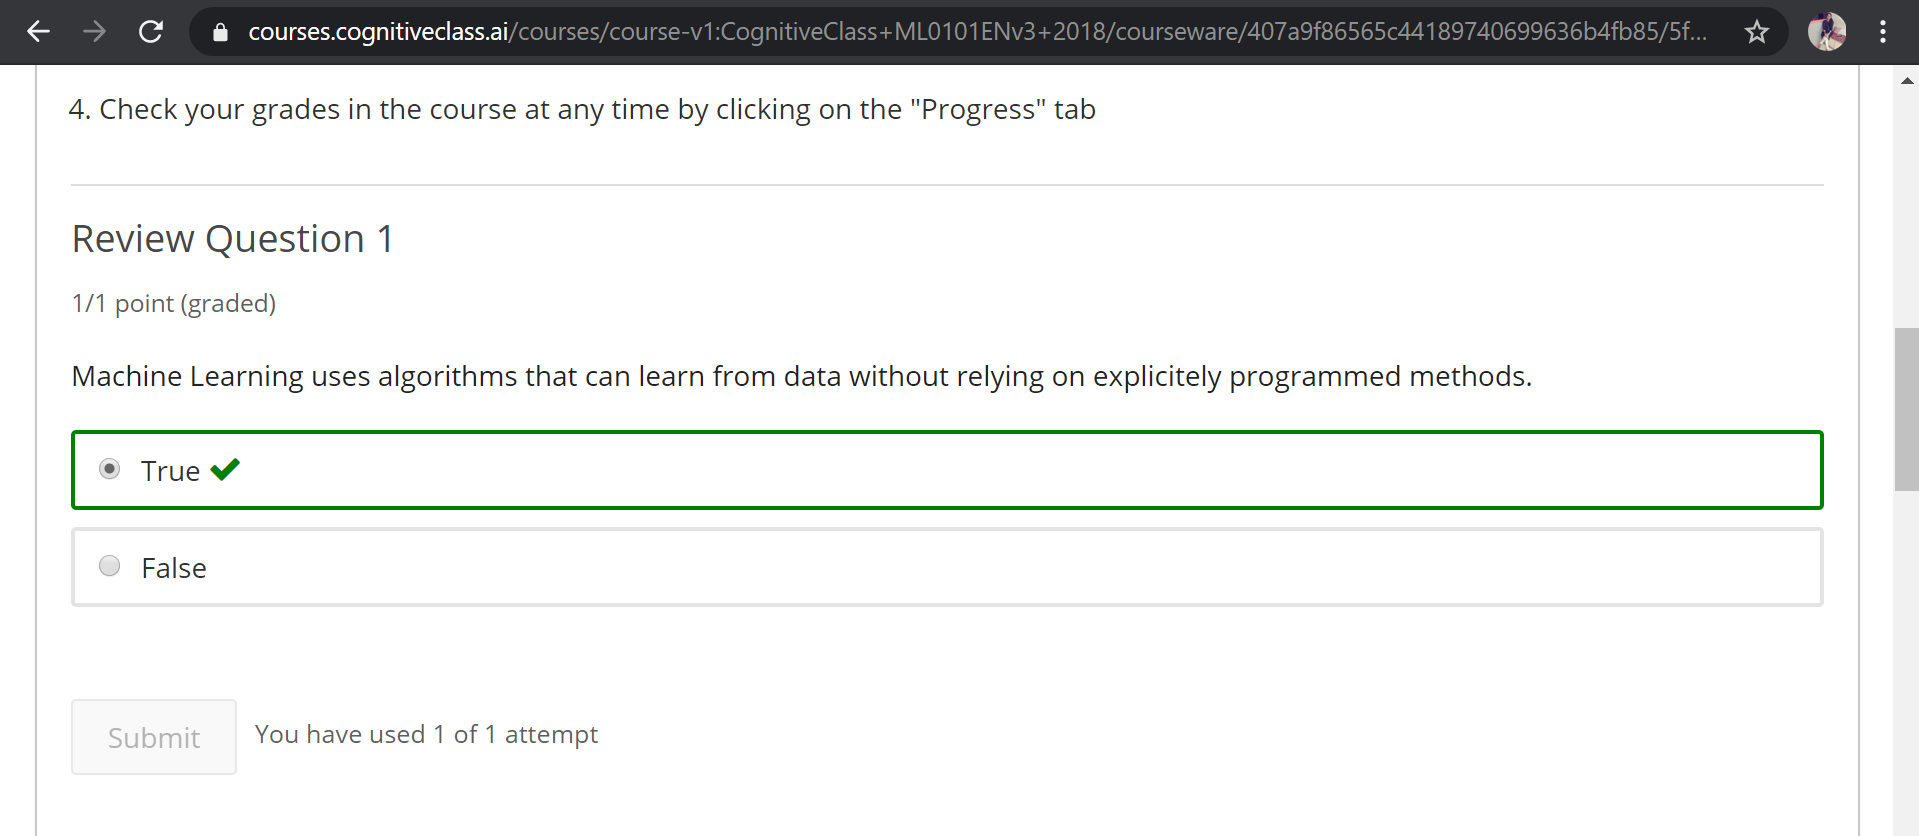 courses.cognitiveclass.ai/courses/course-v1:CognitiveClass+ML0101ENv3+2018/courseware/407a9f86565c44189740699636b4fb85/5f...
4. Check your grades in the course at any time by clicking on the "Progress" tab
Review Question 1
1/1 point (graded)
Machine Learning uses algorithms that can learn from data without relying on explicitely programmed methods.
True
False
Submit
You have used 1 of 1 attempt